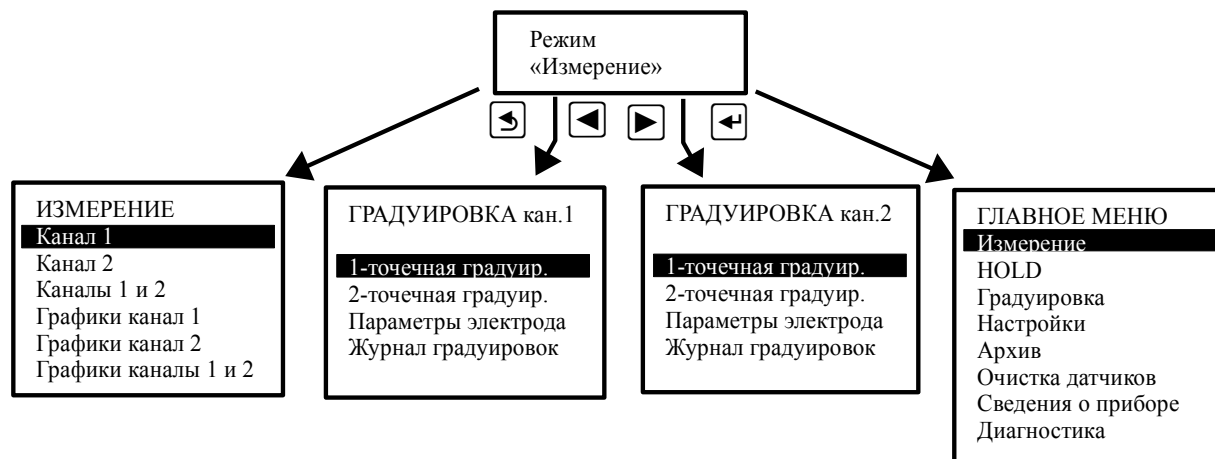 Режим
«Измерение»
ИЗМЕРЕНИЕ
Канал 1
Канал 2
Каналы 1 и 2
Графики канал 1
Графики канал 2
Графики каналы 1 и 2
ГРАДУИРОВКА кан.1
1-точечная градуир.
2-точечная градуир.
Параметры электрода
Журнал градуировок
ГРАДУИРОВКА кан.2
1-точечная градуир.
2-точечная градуир.
Параметры электрода
Журнал градуировок
ГЛАВНОЕ МЕНЮ
Измерение
HOLD
Градуировка
Настройки
Архив
Очистка датчиков
Сведения о приборе
Диагностика